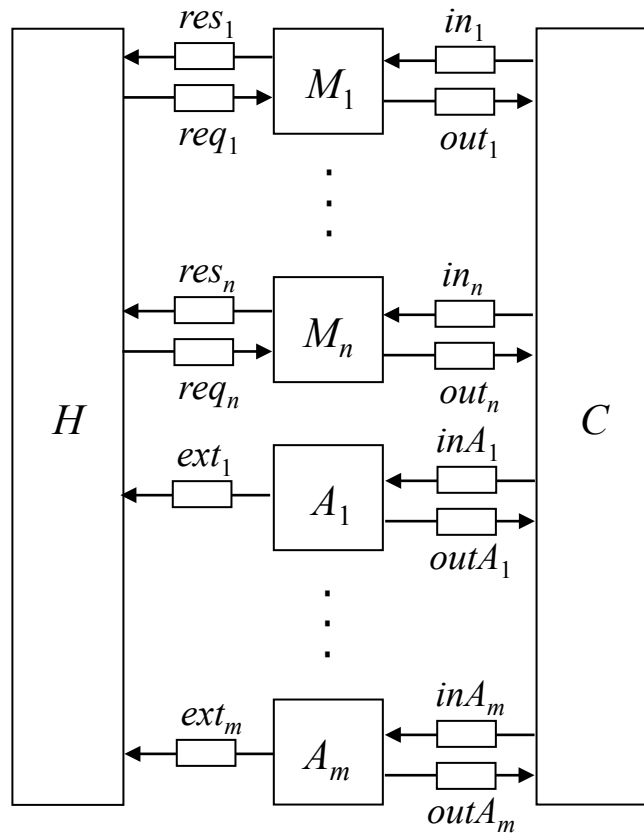 res₁ in₁
M₁
req₁ out₁
resₙ inₙ
Mₙ
reqₙ outₙ
H C
ext₁ inA₁
A₁
outA₁
extₘ inAₘ
Aₘ
outAₘ